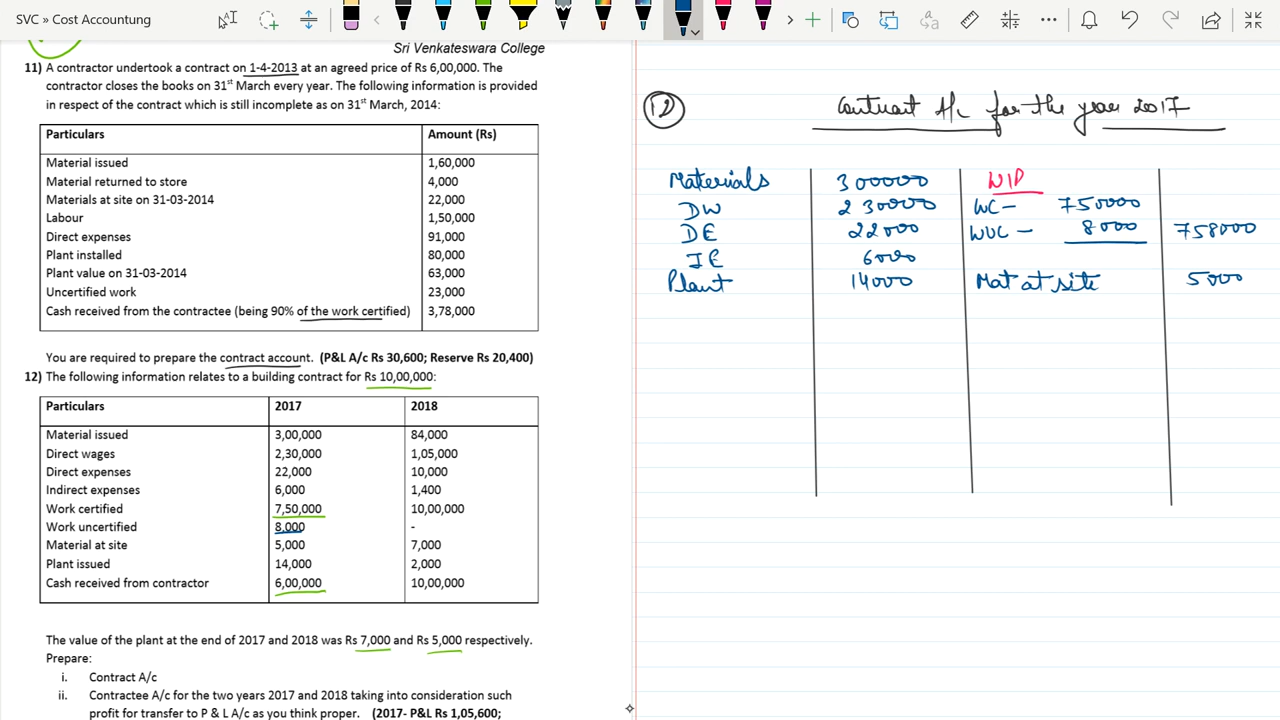 SVC » Cost Accountung
Sri Venkateswara College
11) A contractor undertook a contract on 1-4-2013 at an agreed price of Rs 6,00,000. The
contractor closes the books on 31st March every year. The following information is provided
in respect of the contract which is still incomplete as on 31st March, 2014:
Particulars Amount (Rs)
Material issued 1,60,000
Material returned to store 4,000
Materials at site on 31-03-2014 22,000
Labour 1,50,000
Direct expenses 91,000
Plant installed 80,000
Plant value on 31-03-2014 63,000
Uncertified work 23,000
Cash received from the contractee (being 90% of the work certified) 3,78,000
You are required to prepare the contract account. (P&L A/c Rs 30,600; Reserve Rs 20,400)
12) The following information relates to a building contract for Rs 10,00,000:
Particulars 2017 2018
Material issued 3,00,000 84,000
Direct wages 2,30,000 1,05,000
Direct expenses 22,000 10,000
Indirect expenses 6,000 1,400
Work certified 7,50,000 10,00,000
Work uncertified 8,000 -
Material at site 5,000 7,000
Plant issued 14,000 2,000
Cash received from contractor 6,00,000 10,00,000
The value of the plant at the end of 2017 and 2018 was Rs 7,000 and Rs 5,000 respectively.
Prepare:
i. Contract A/c
ii. Contractee A/c for the two years 2017 and 2018 taking into consideration such
profit for transfer to P & L A/c as you think proper. (2017- P&L Rs 1,05,600;
12 Contract A/c for the year 2017
Materials 300000 WIP
DW 230000 WC - 750000
DE 22000 WUC - 8000 758000
IE 6000
Plant 14000 Mat at site 5000